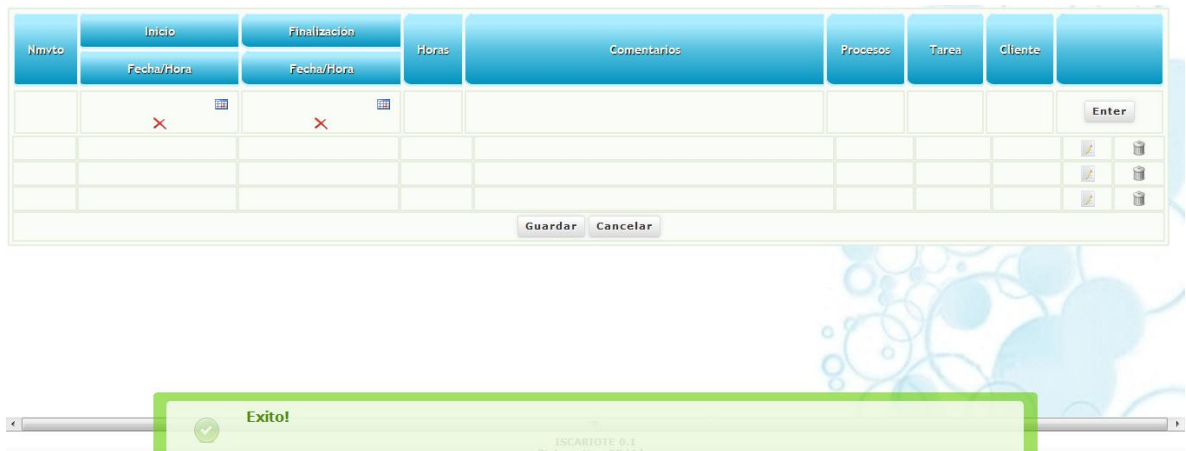 Nmvto Inicio Finalización Horas Comentarios Procesos Tarea Cliente
Fecha/Hora Fecha/Hora
Enter
Guardar Cancelar
Exito!
ISCARIOTE 0.1